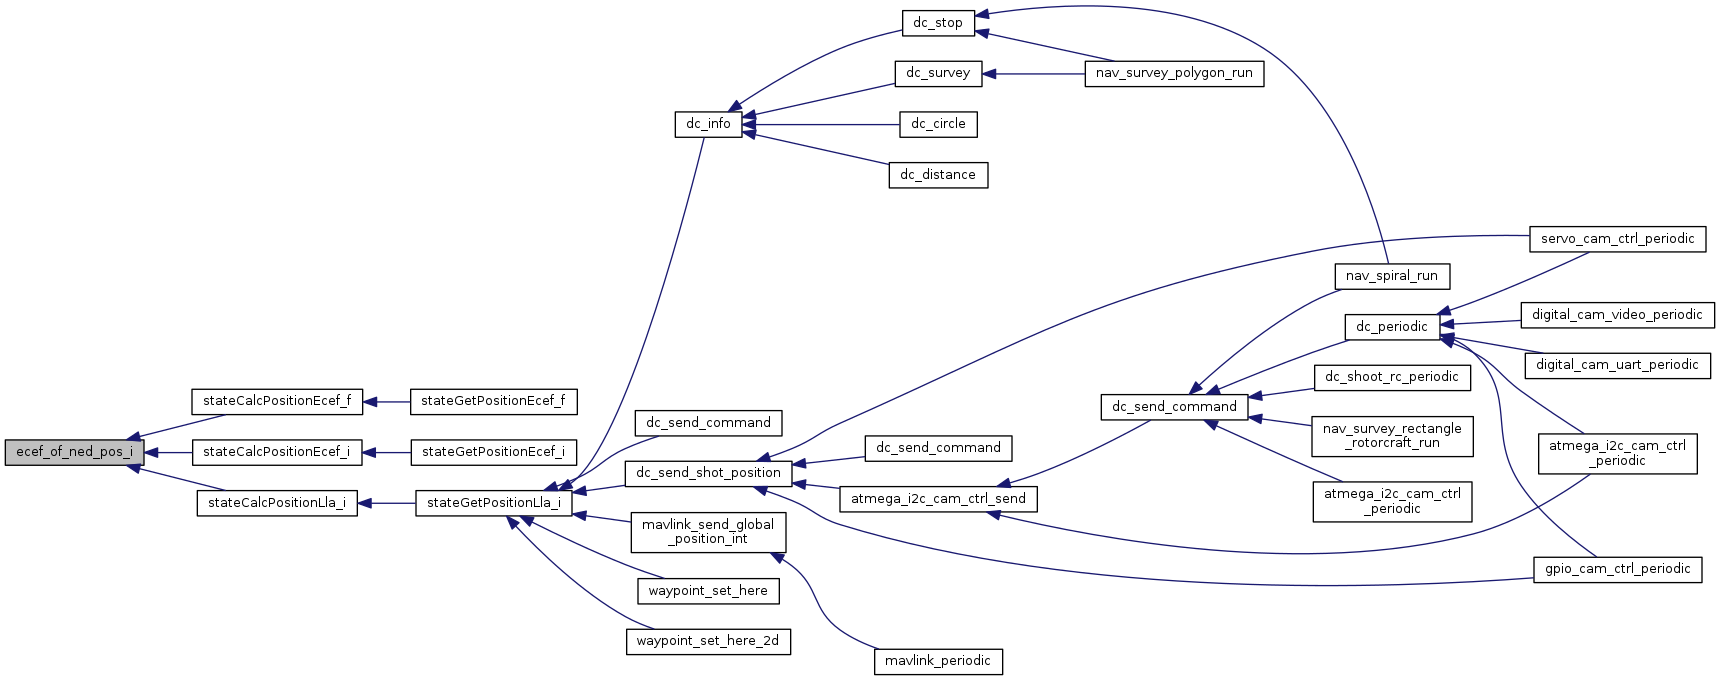 dc_stop
dc_survey
nav_survey_polygon_run
dc_info
dc_circle
dc_distance
servo_cam_ctrl_periodic
nav_spiral_run
digital_cam_video_periodic
dc_periodic
digital_cam_uart_periodic
dc_shoot_rc_periodic
stateCalcPositionEcef_f
stateGetPositionEcef_f
dc_send_command
dc_send_command
nav_survey_rectangle
_rotorcraft_run
ecef_of_ned_pos_i
stateCalcPositionEcef_i
stateGetPositionEcef_i
dc_send_command
atmega_i2c_cam_ctrl
_periodic
dc_send_shot_position
stateCalcPositionLla_i
stateGetPositionLla_i
atmega_i2c_cam_ctrl_send
atmega_i2c_cam_ctrl
_periodic
mavlink_send_global
_position_int
gpio_cam_ctrl_periodic
waypoint_set_here
waypoint_set_here_2d
mavlink_periodic